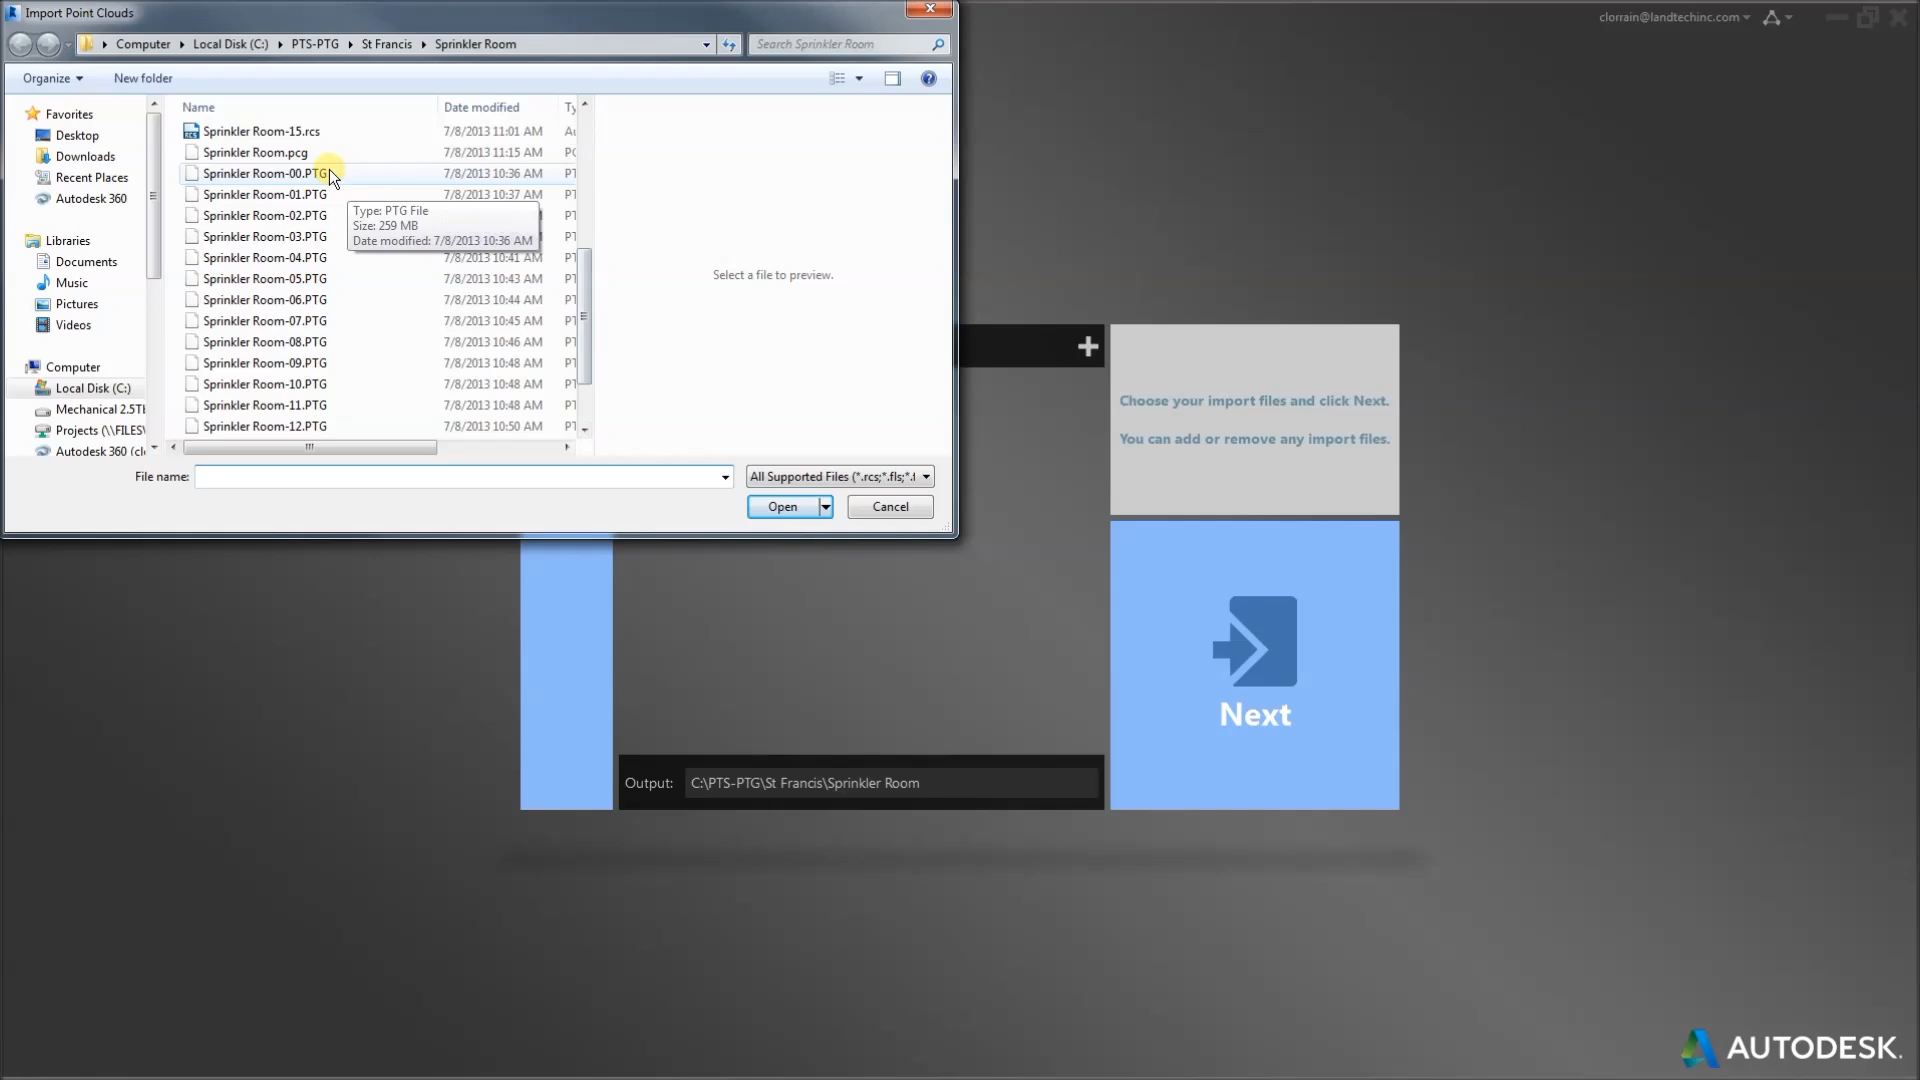 Import Point Clouds
clorrain@landtechinc.com
Computer Local Disk (C:) PTS-PTG St Francis Sprinkler Room
Search Sprinkler Room
Organize New folder
Name Date modified
Favorites
Desktop
Downloads
Recent Places
Autodesk 360
Libraries
Documents
Music
Pictures
Videos
Computer
Local Disk (C:)
Mechanical 2.5Tl
Projects (\\FILES\
Autodesk 360 (cl
Sprinkler Room-15.rcs 7/8/2013 11:01 AM
Sprinkler Room.pcg 7/8/2013 11:15 AM
Sprinkler Room-00.PTG 7/8/2013 10:36 AM
Sprinkler Room-01.PTG 7/8/2013 10:37 AM
Sprinkler Room-02.PTG
Sprinkler Room-03.PTG
Sprinkler Room-04.PTG 7/8/2013 10:41 AM
Sprinkler Room-05.PTG 7/8/2013 10:43 AM
Sprinkler Room-06.PTG 7/8/2013 10:44 AM
Sprinkler Room-07.PTG 7/8/2013 10:45 AM
Sprinkler Room-08.PTG 7/8/2013 10:46 AM
Sprinkler Room-09.PTG 7/8/2013 10:48 AM
Sprinkler Room-10.PTG 7/8/2013 10:48 AM
Sprinkler Room-11.PTG 7/8/2013 10:48 AM
Sprinkler Room-12.PTG 7/8/2013 10:50 AM
Type: PTG File
Size: 259 MB
Date modified: 7/8/2013 10:36 AM
Select a file to preview.
File name:
All Supported Files (*.rcs;*.fls;*.f
Open
Cancel
Choose your import files and click Next.
You can add or remove any import files.
Next
Output: C:\PTS-PTG\St Francis\Sprinkler Room
AUTODESK.